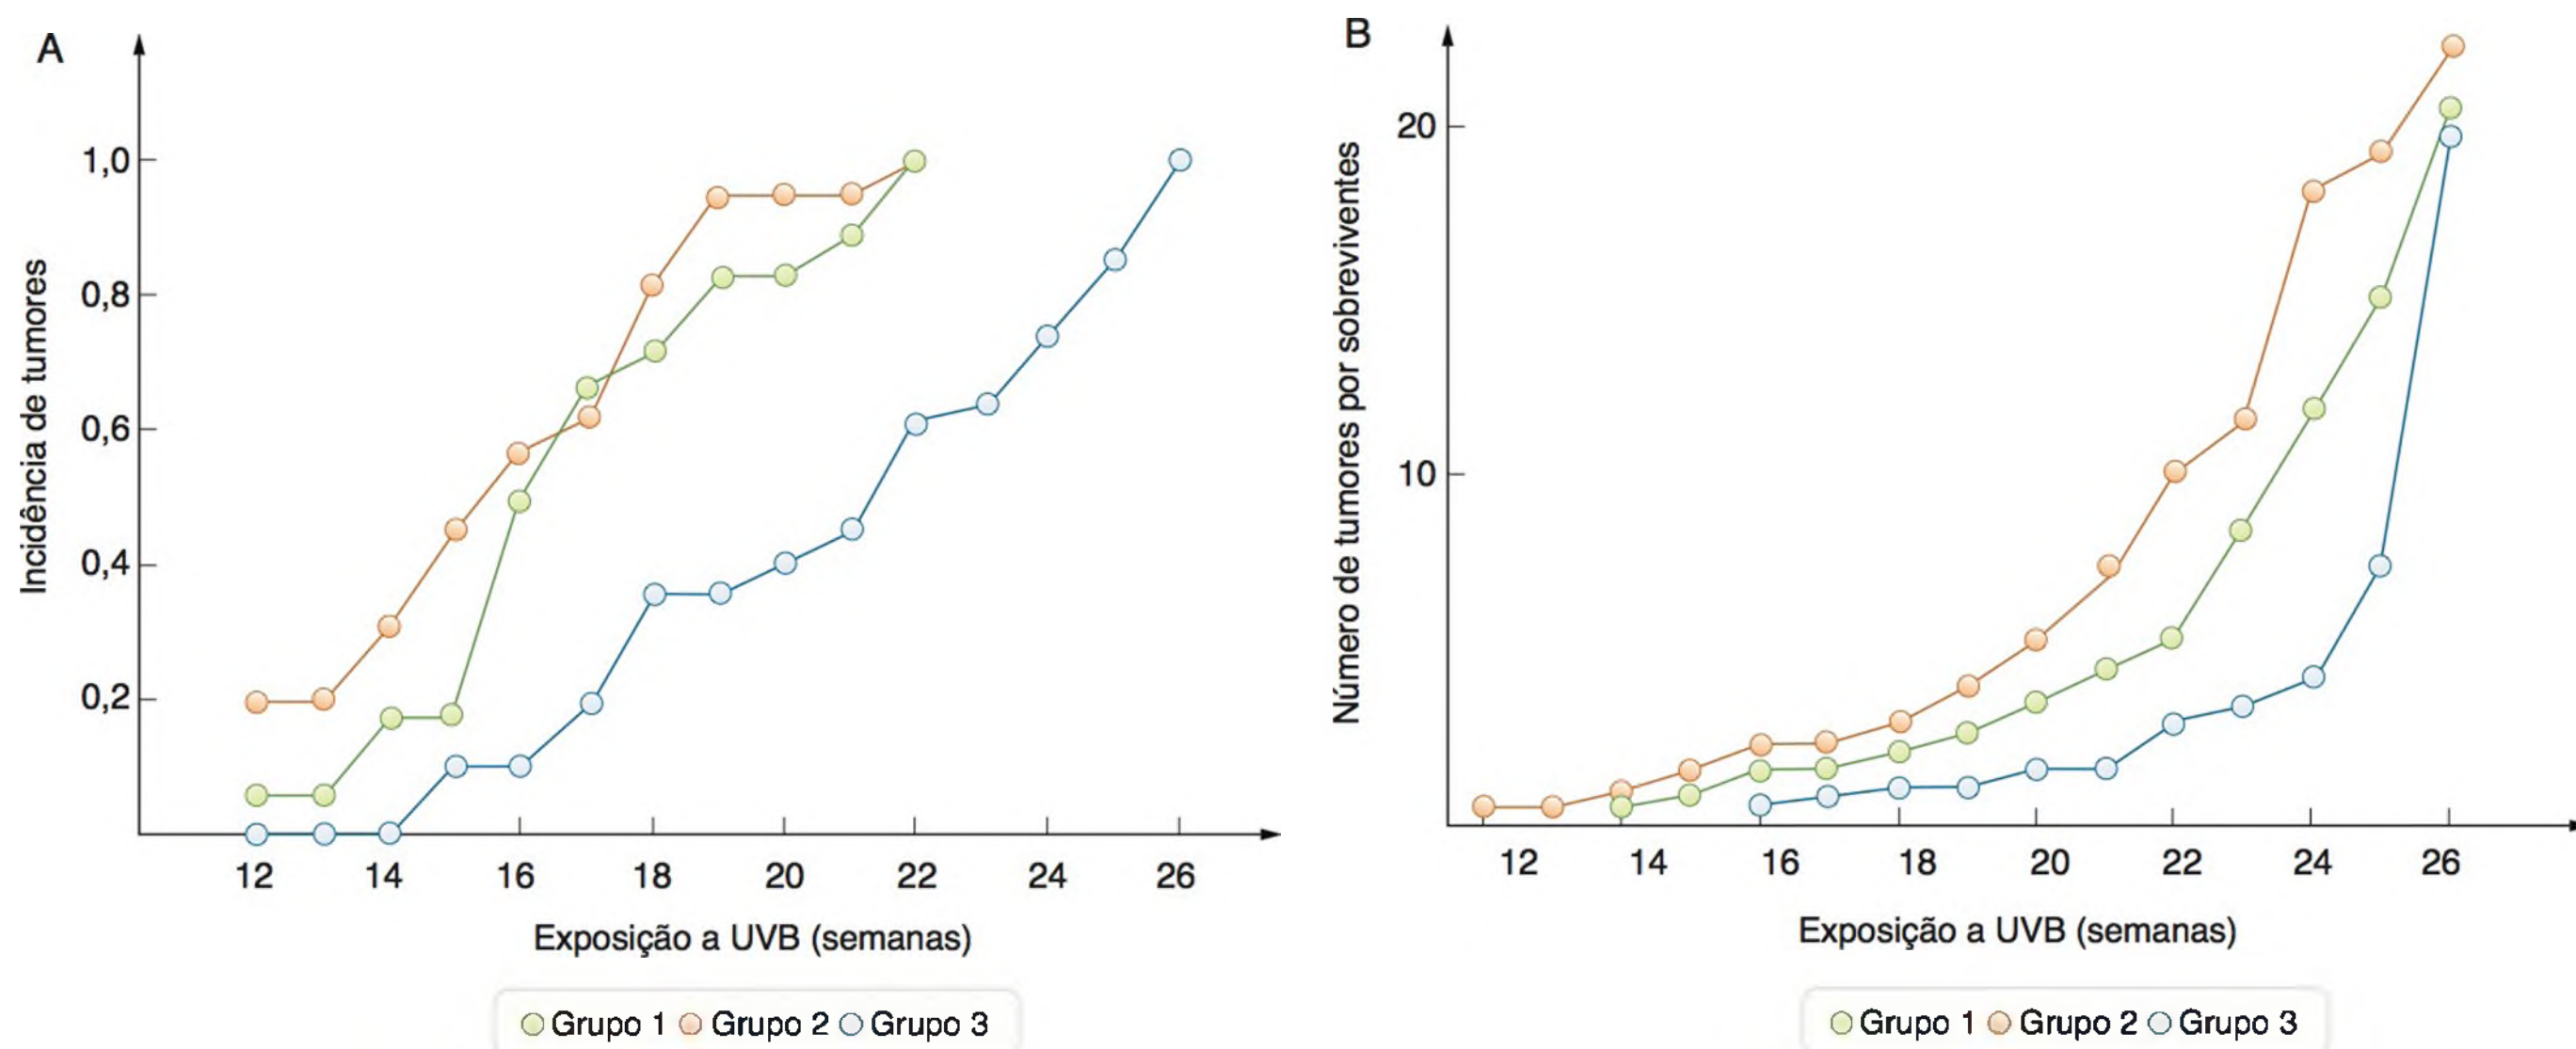 A
Incidência de tumores
1,0
0,8
0,6
0,4
0,2
12 14 16 18 20 22 24 26
Exposição a UVB (semanas)
Grupo 1 Grupo 2 Grupo 3
B
Número de tumores por sobreviventes
20
10
12 14 16 18 20 22 24 26
Exposição a UVB (semanas)
Grupo 1 Grupo 2 Grupo 3